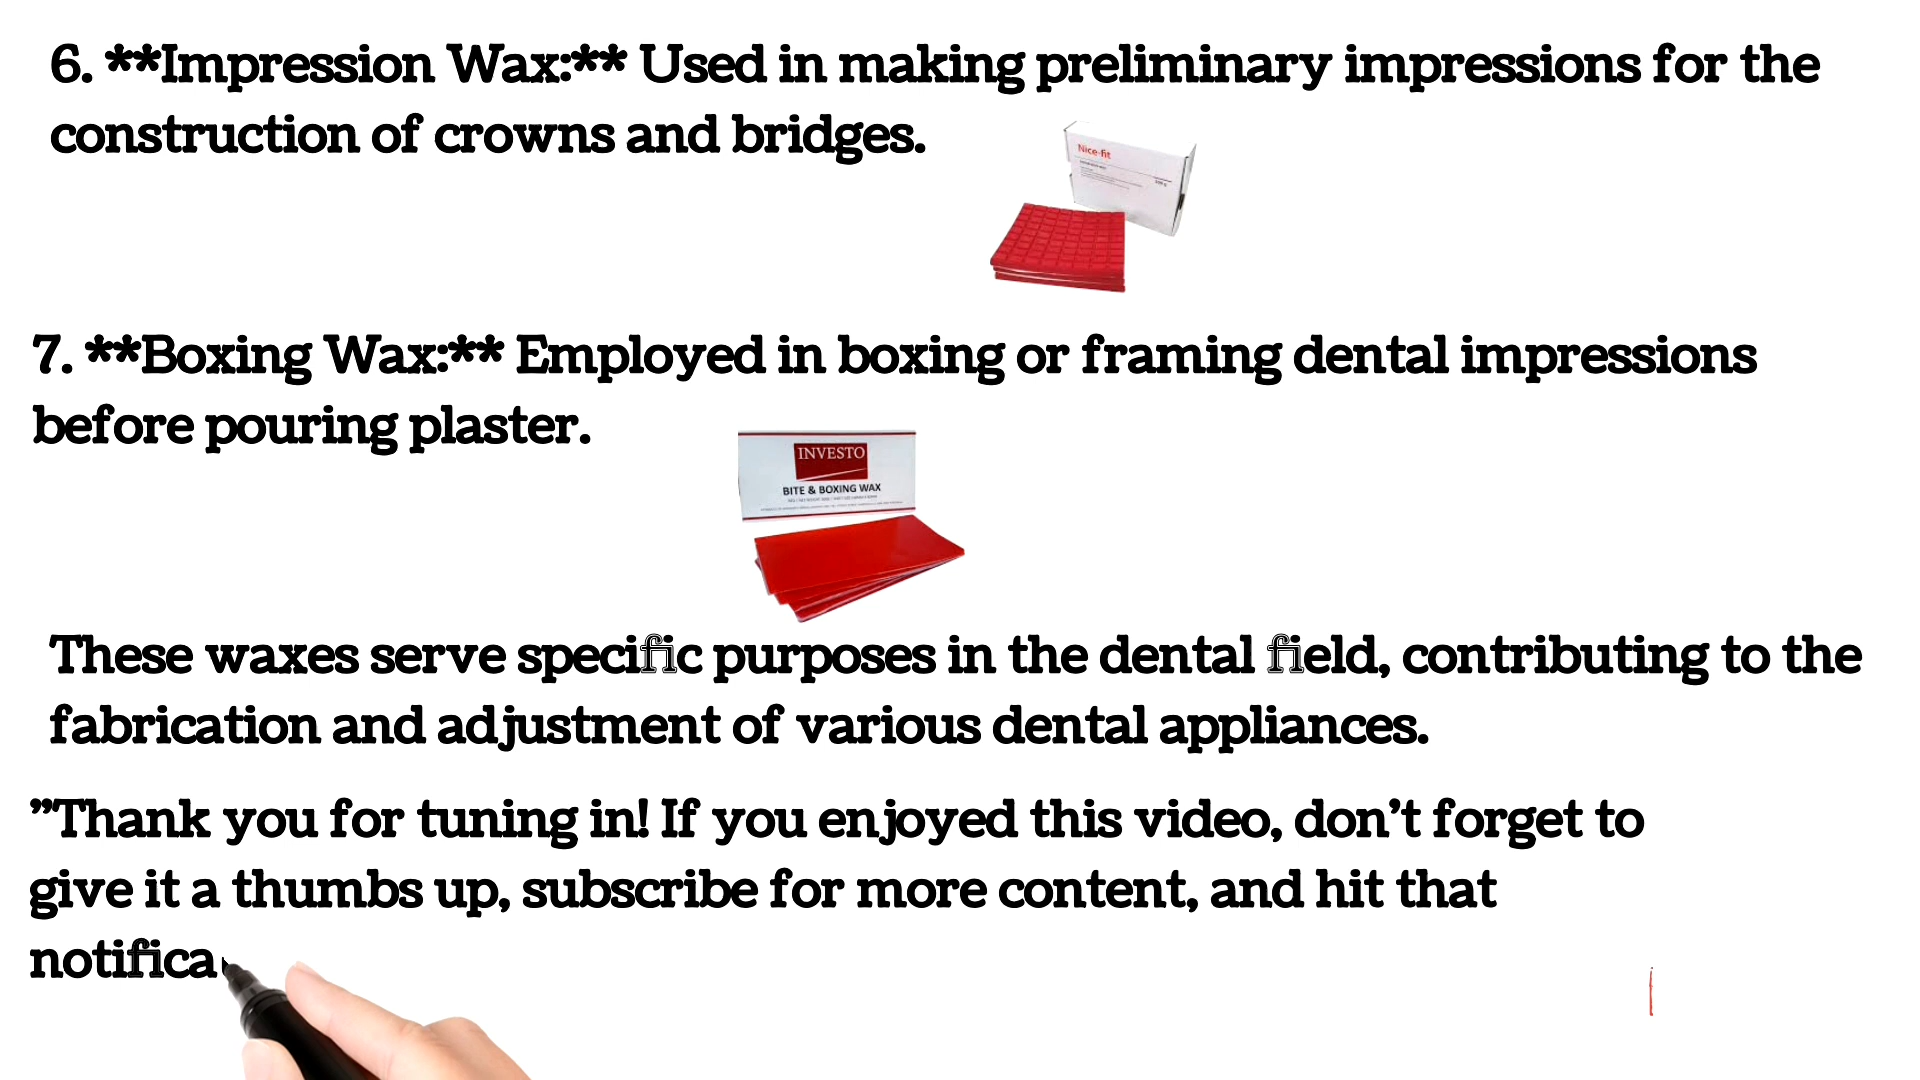 6. **Impression Wax:** Used in making preliminary impressions for the
construction of crowns and bridges.
Nice-fit
7. **Boxing Wax:** Employed in boxing or framing dental impressions
before pouring plaster.
INVESTO
BITE & BOXING WAX
These waxes serve specific purposes in the dental field, contributing to the
fabrication and adjustment of various dental appliances.
”Thank you for tuning in! If you enjoyed this video, don’t forget to
give it a thumbs up, subscribe for more content, and hit that
notifica